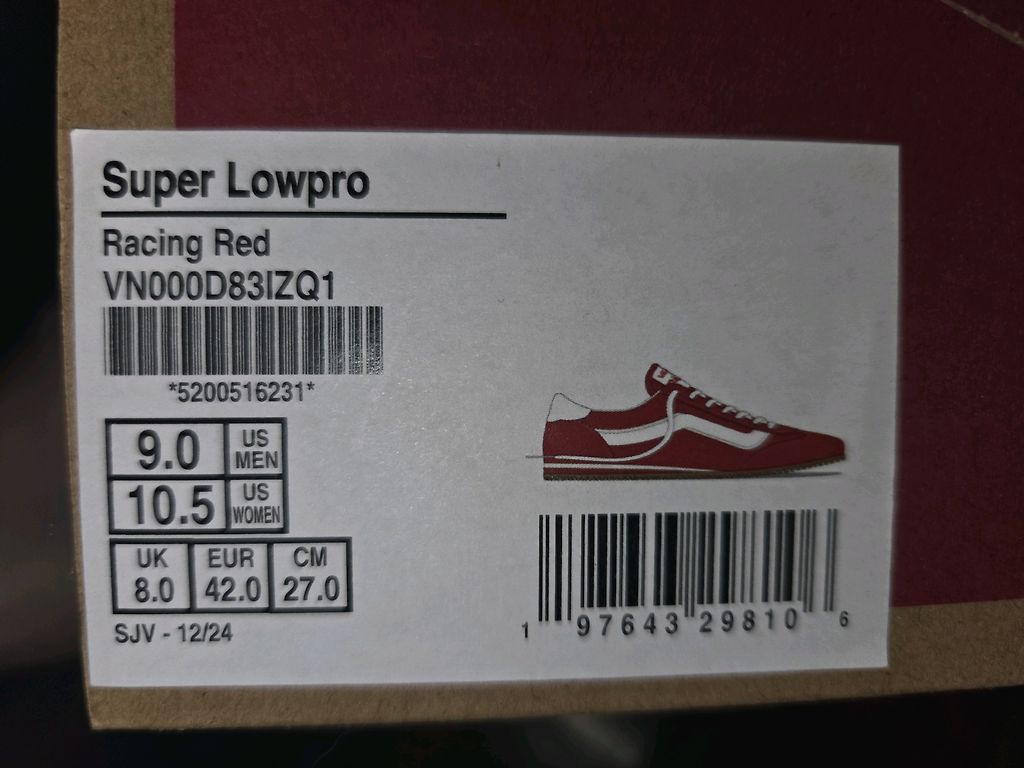 Super Lowpro
Racing Red
VN000D83IZQ1
*5200516231*
9.0 US MEN
10.5 US WOMEN
UK EUR CM
8.0 42.0 27.0
SJV - 12/24
1 97643 29810 6